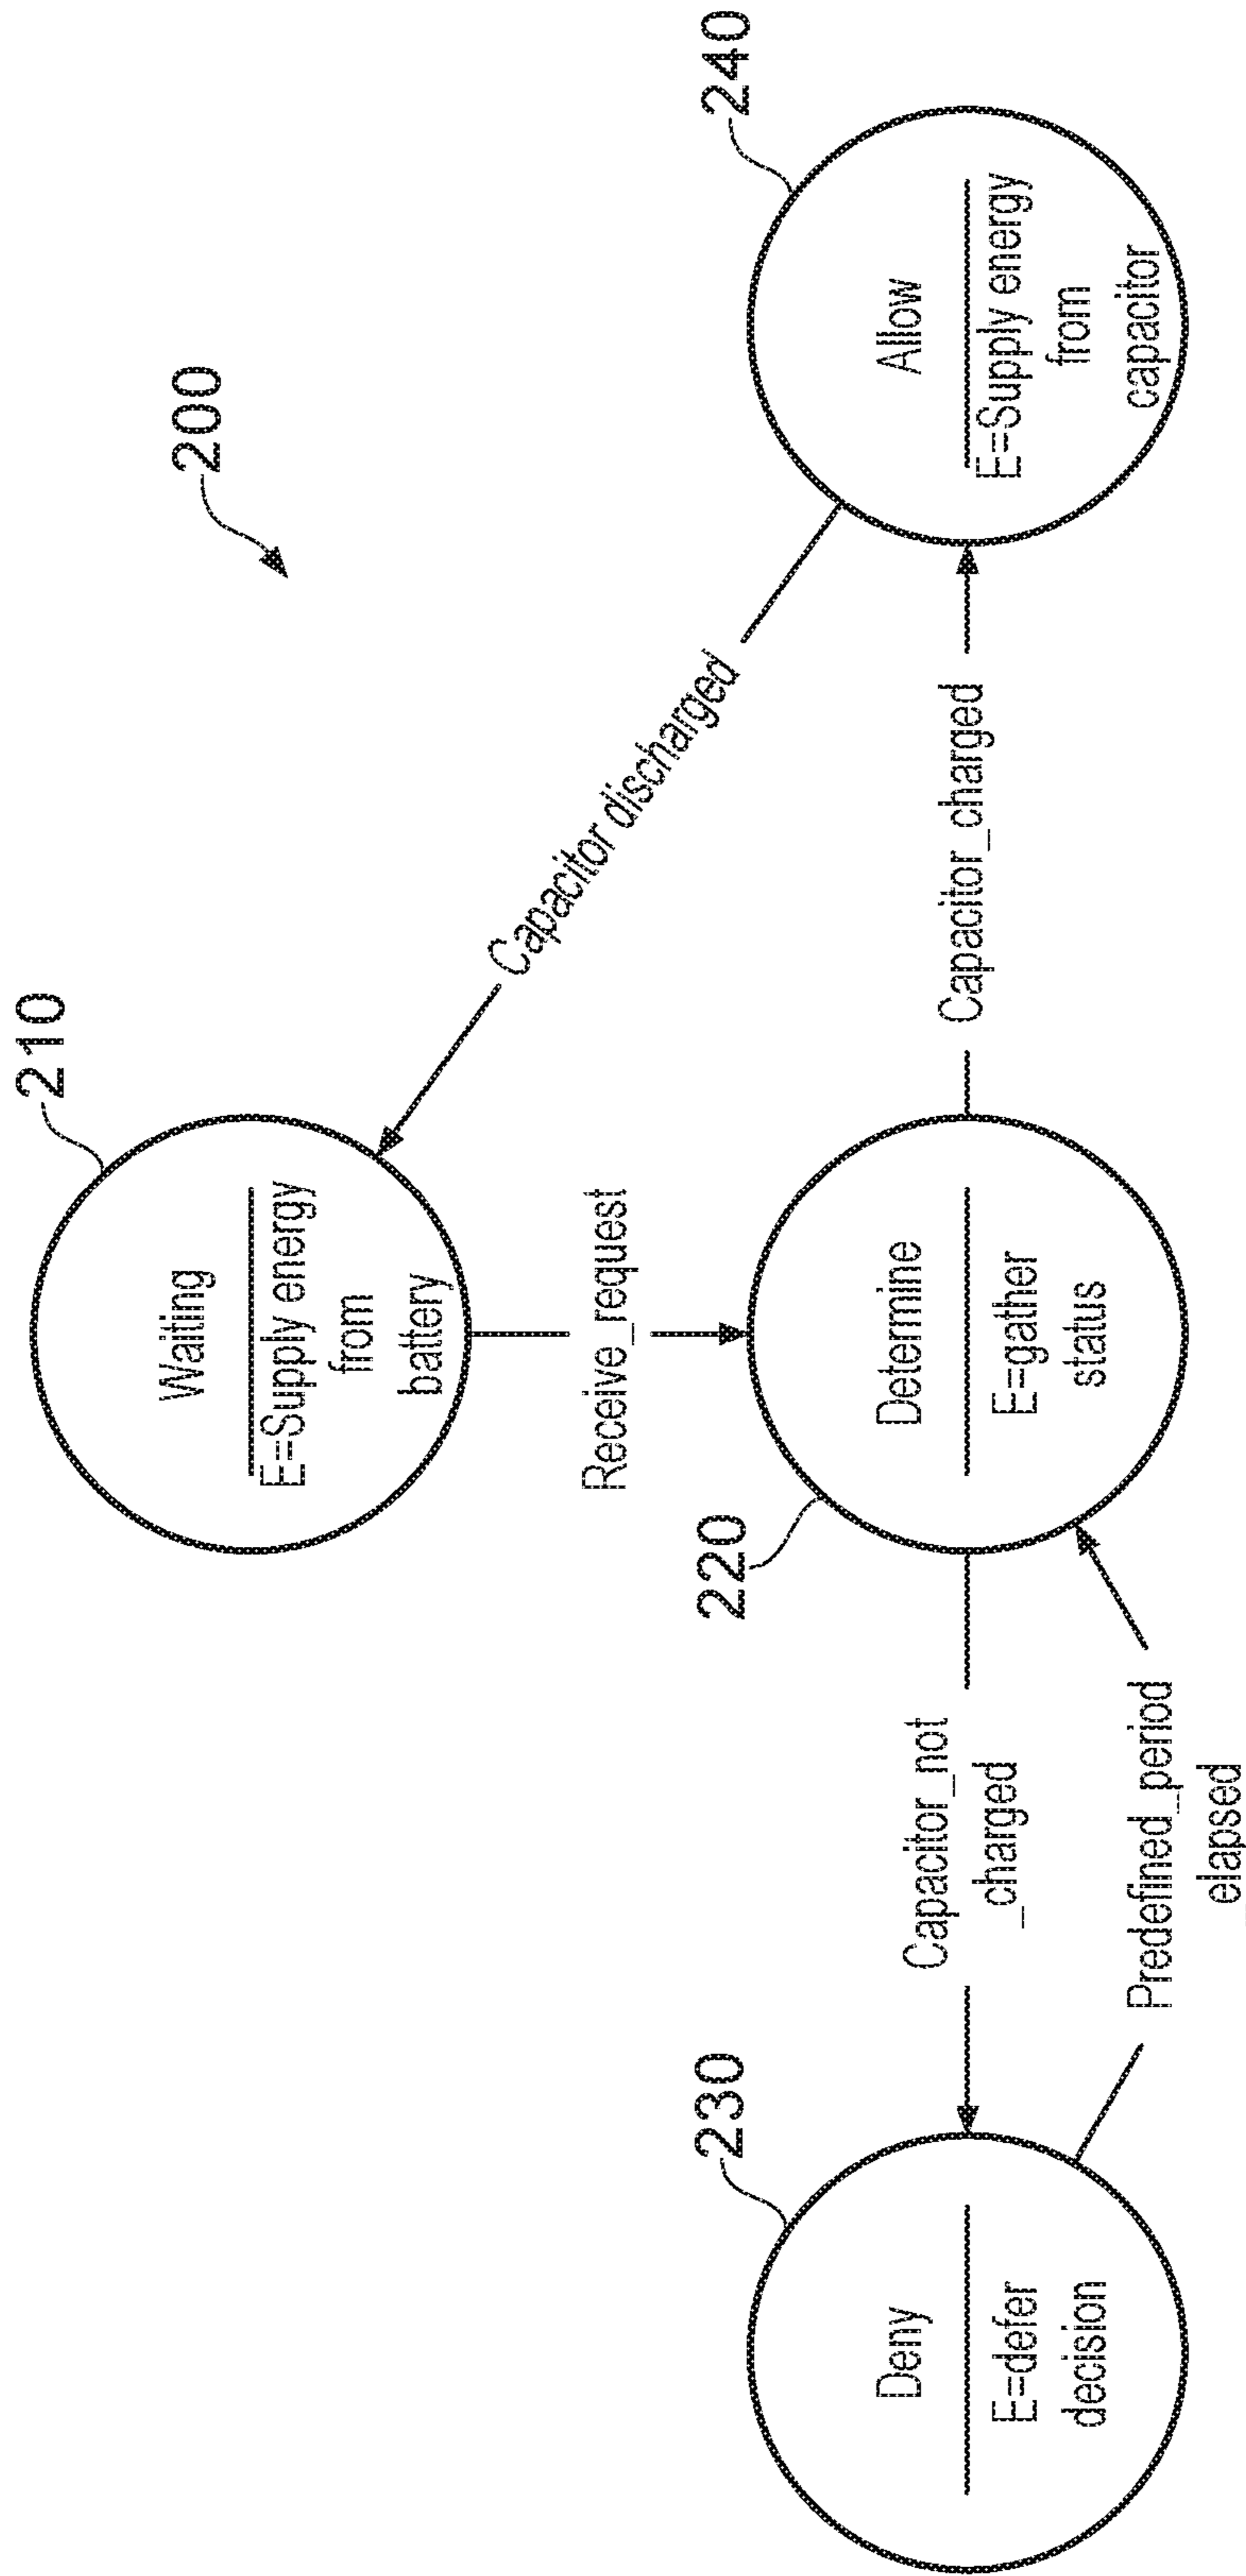 200
210
Waiting
E=Supply energy
from
battery
Capacitor discharged
Receive_request
230
Deny
E=defer
decision
Capacitor_not
_charged
Predefined_period
_elapsed
220
Determine
E=gather
status
Capacitor_charged
240
Allow
E=Supply energy
from
capacitor